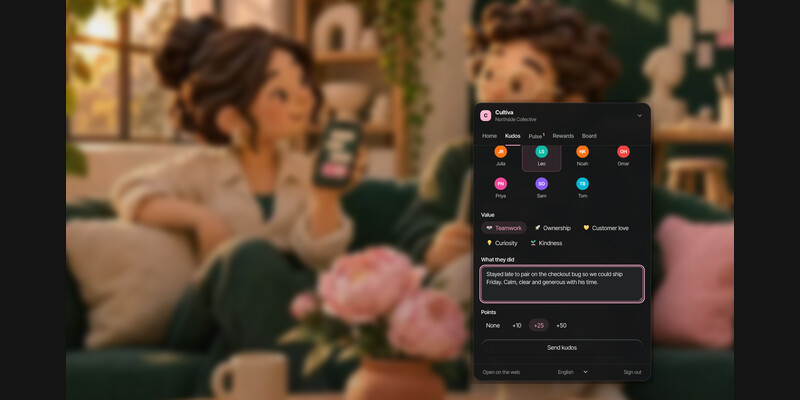 C
Cultiva
Northside Collective
Home Kudos Pulse 1 Rewards Board
JR LS NK OH
Julia Leo Noah Omar
PN SO TB
Priya Sam Tom
Value
Teamwork Ownership Customer love
Curiosity Kindness
What they did
Stayed late to pair on the checkout bug so we could ship
Friday. Calm, clear and generous with his time.
Points
None +10 +25 +50
Send kudos
Open on the web English Sign out